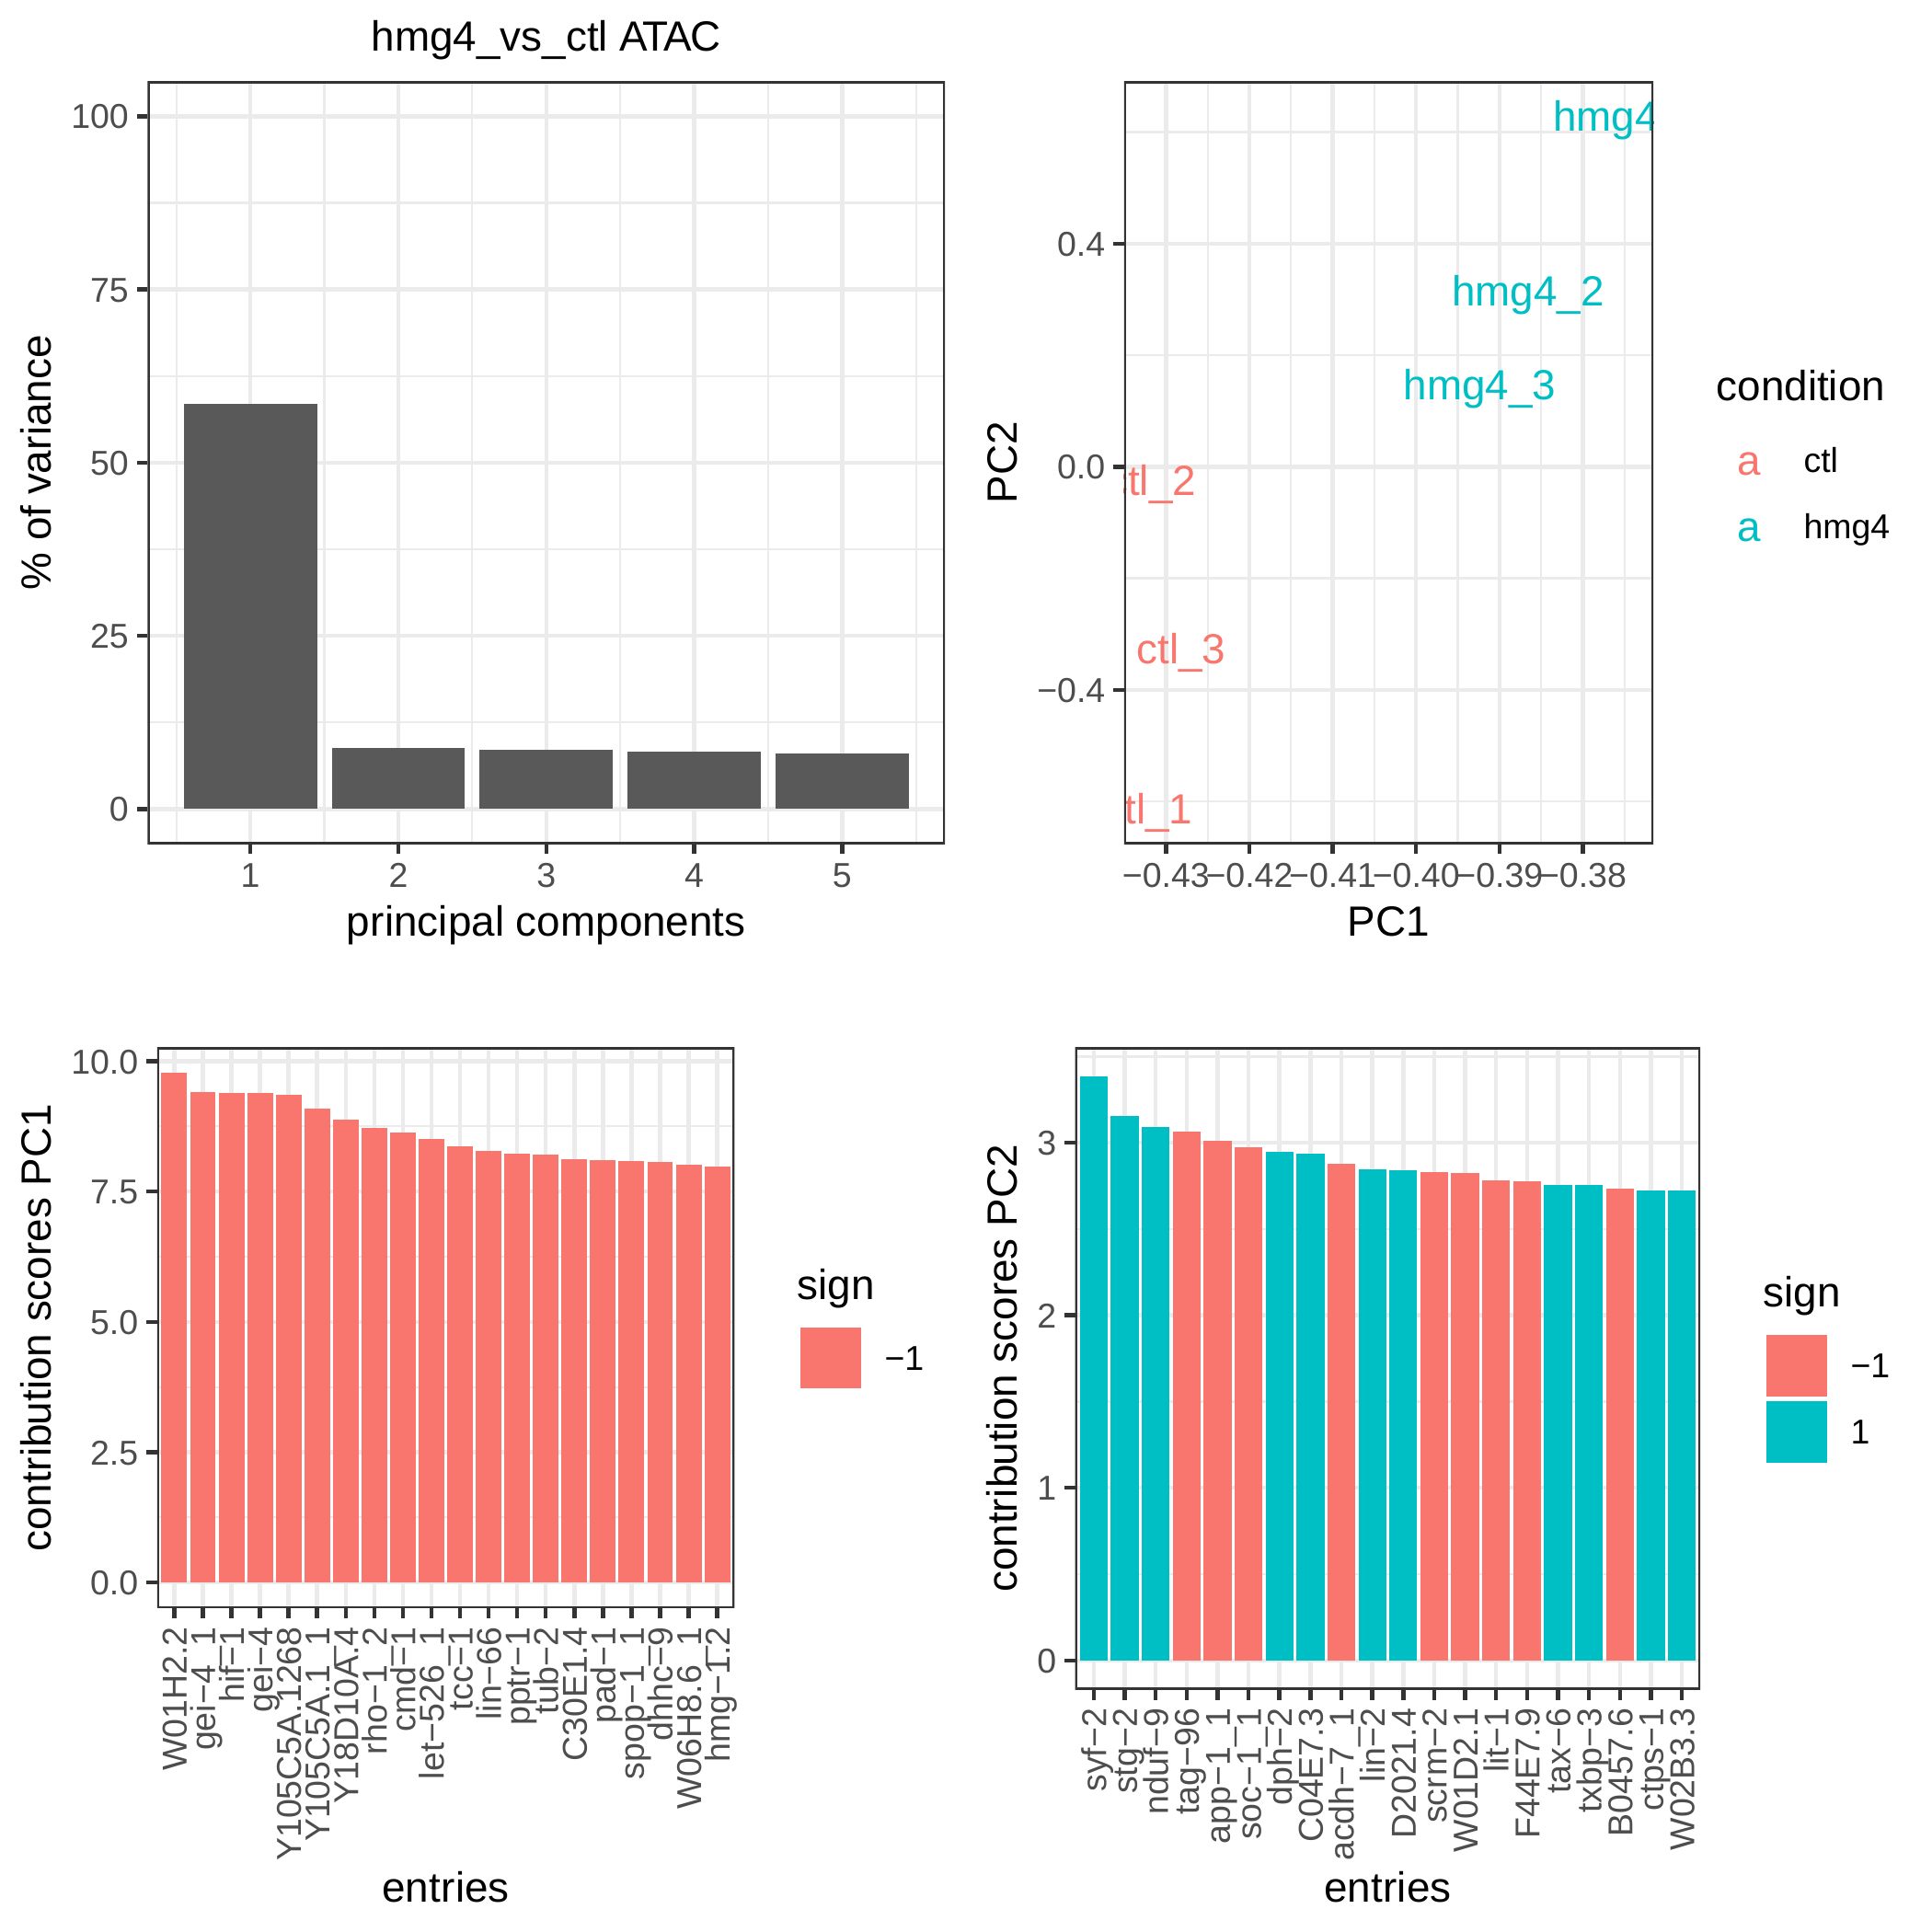 hmg4_vs_ctl ATAC
% of variance
100
75
50
25
0
1 2 3 4 5
principal components
PC2
0.4
0.0
−0.4
hmg4
hmg4_2
hmg4_3
tl_2
ctl_3
tl_1
−0.43 −0.42 −0.41 −0.40 −0.39 −0.38
PC1
condition
a ctl
a hmg4
contribution scores PC1
10.0
7.5
5.0
2.5
0.0
W01H2.2
gei−4_1
hif−1
gei−4
Y105C5A.1268
Y105C5A.1_1
Y18D10A.4
rho−1_2
cmd−1
let−526_1
tcc−1
lin−66
pptr−1
tub−2
C30E1.4
pad−1
spop−1_1
dhhc−9
W06H8.6_1
hmg−1.2
entries
sign
−1
contribution scores PC2
3
2
1
0
syf−2
stg−2
nduf−9
tag−96
app−1_1
soc−1_1
dph−2
C04E7.3
acdh−7_1
lin−2
D2021.4
scrm−2
W01D2.1
lit−1
F44E7.9
tax−6
txbp−3
B0457.6
ctps−1
W02B3.3
entries
sign
−1
1